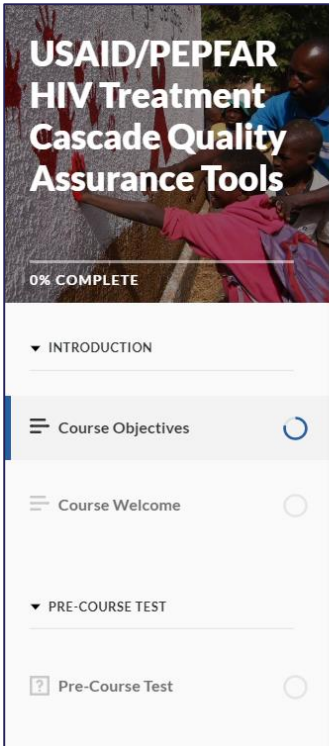 USAID/PEPFAR
HIV Treatment
Cascade Quality
Assurance Tools
0% COMPLETE
INTRODUCTION
Course Objectives
Course Welcome
PRE-COURSE TEST
? Pre-Course Test